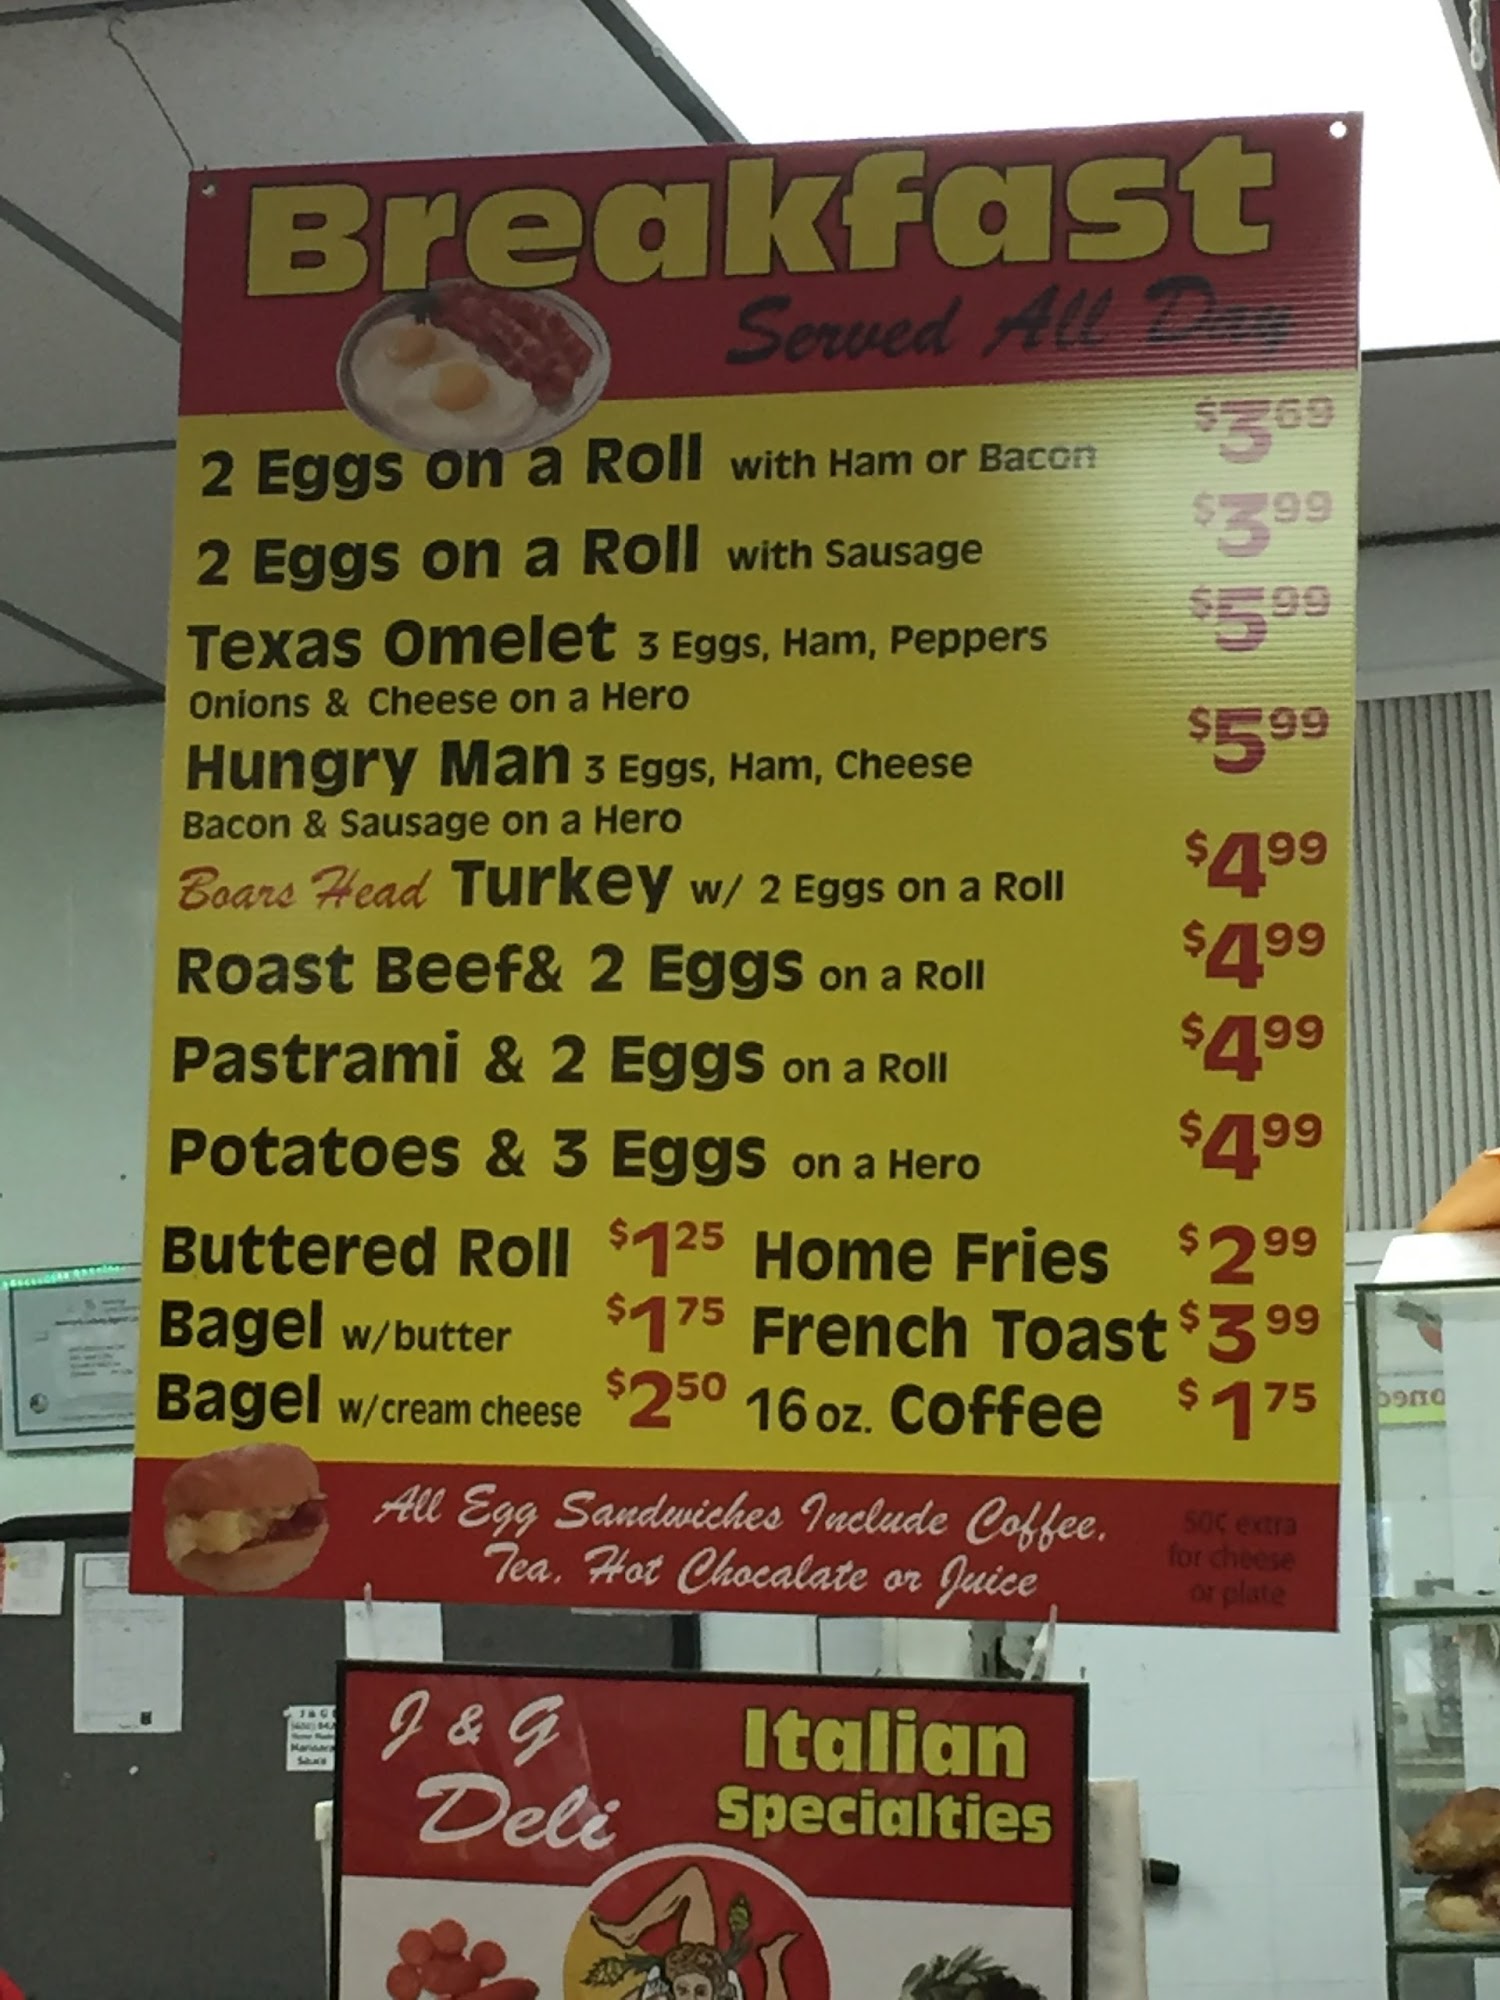 Breakfast
Served All Day
2 Eggs on a Roll with Ham or Bacon $3.69
2 Eggs on a Roll with Sausage $3.99
Texas Omelet 3 Eggs, Ham, Peppers $5.99
Onions & Cheese on a Hero
Hungry Man 3 Eggs, Ham, Cheese $5.99
Bacon & Sausage on a Hero
Boars Head Turkey w/ 2 Eggs on a Roll $4.99
Roast Beef& 2 Eggs on a Roll $4.99
Pastrami & 2 Eggs on a Roll $4.99
Potatoes & 3 Eggs on a Hero $4.99
Buttered Roll $1.25 Home Fries $2.99
Bagel w/butter $1.75 French Toast $3.99
Bagel w/cream cheese $2.50 16 oz. Coffee $1.75
All Egg Sandwiches Include Coffee,
Tea, Hot Chocalate or Juice
50¢ extra
for cheese
or plate
J & G
Deli
Italian
Specialties